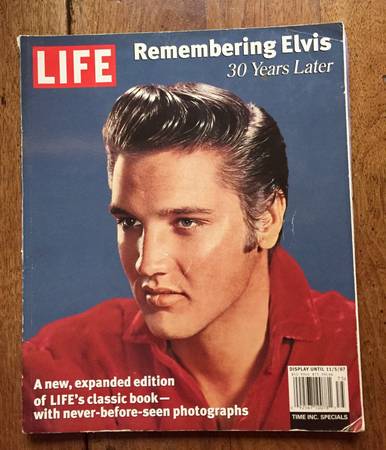 LIFE
Remembering Elvis
30 Years Later
A new, expanded edition
of LIFE's classic book—
with never-before-seen photographs
DISPLAY UNTIL 11/5/07
TIME INC. SPECIALS